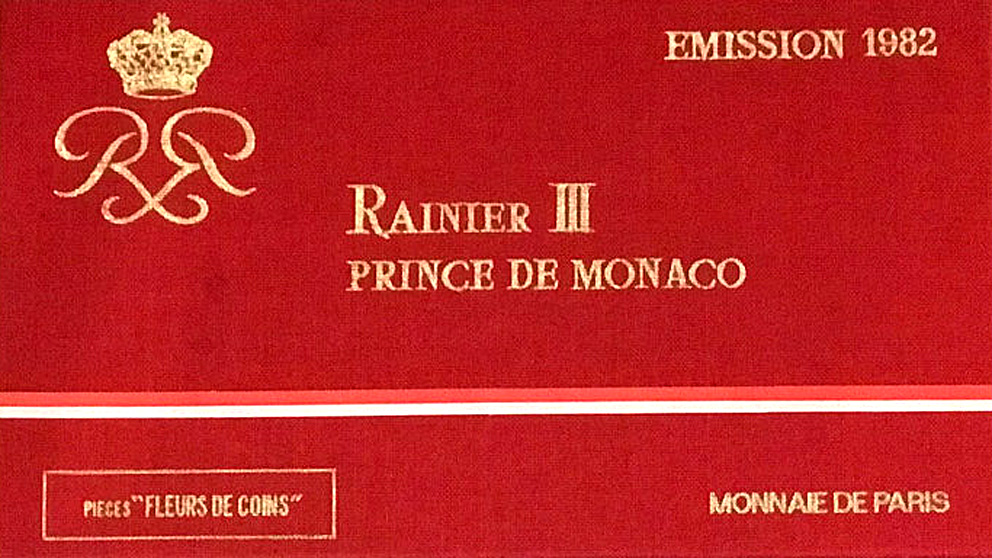 EMISSION 1982
RAINIER III
PRINCE DE MONACO
PIECES "FLEURS DE COINS"
MONNAIE DE PARIS